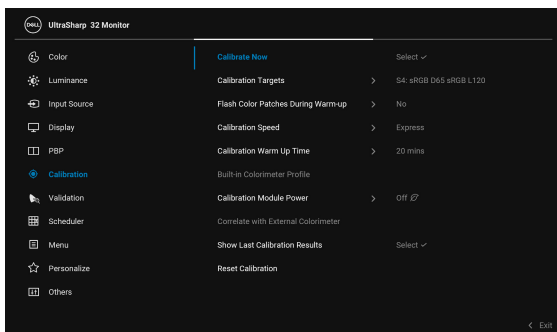 DELL UltraSharp 32 Monitor
Color Calibrate Now Select
Luminance Calibration Targets S4: sRGB D65 sRGB L120
Input Source Flash Color Patches During Warm-up No
Display Calibration Speed Express
PBP Calibration Warm Up Time 20 mins
Calibration Built-in Colorimeter Profile
Validation Calibration Module Power Off
Scheduler Correlate with External Colorimeter
Menu Show Last Calibration Results Select
Personalize Reset Calibration
Others
Exit